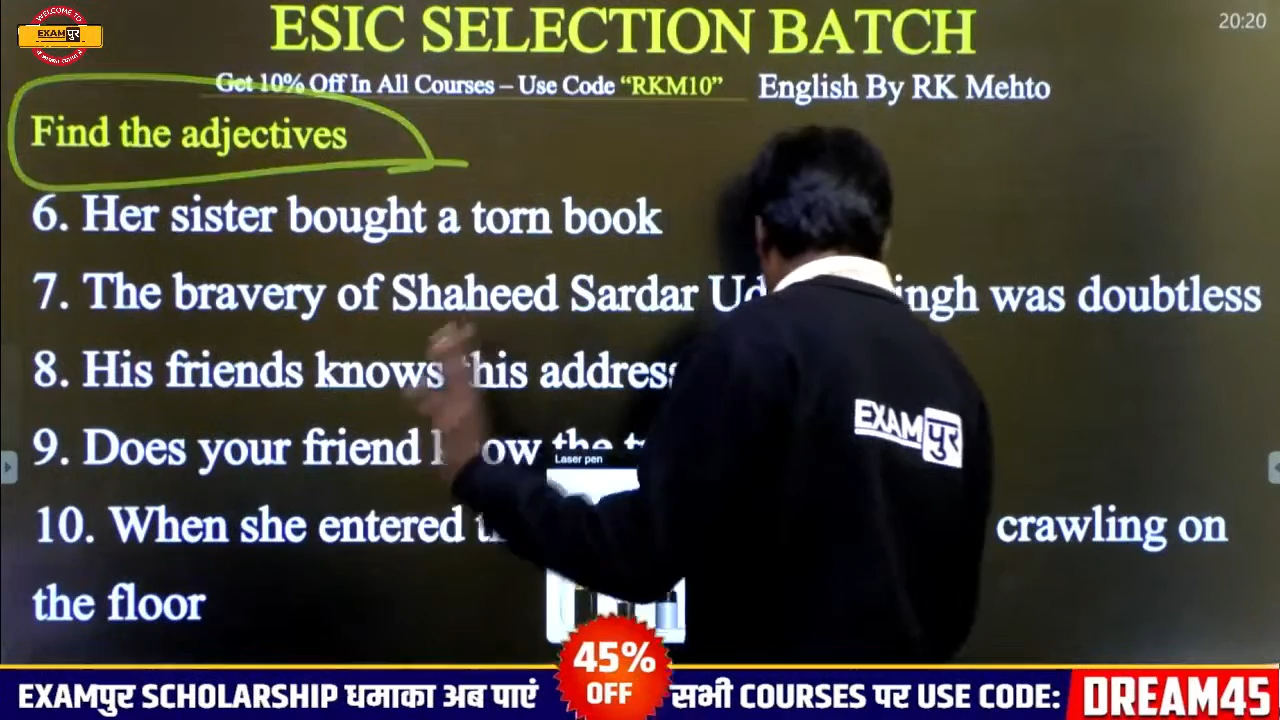 WELCOME TO
EXAMपुर
20:20
ESIC SELECTION BATCH
Get 10% Off In All Courses – Use Code “RKM10”
English By RK Mehto
Find the adjectives
6. Her sister bought a torn book
7. The bravery of Shaheed Sardar was doubtless
8. His friends knows this address
9. Does your friend the
Laser pen
10. When she entered crawling on
the floor
EXAMपुर
45%
OFF
EXAMपुर SCHOLARSHIP धमाका अब पाएं सभी COURSES पर USE CODE: DREAM45